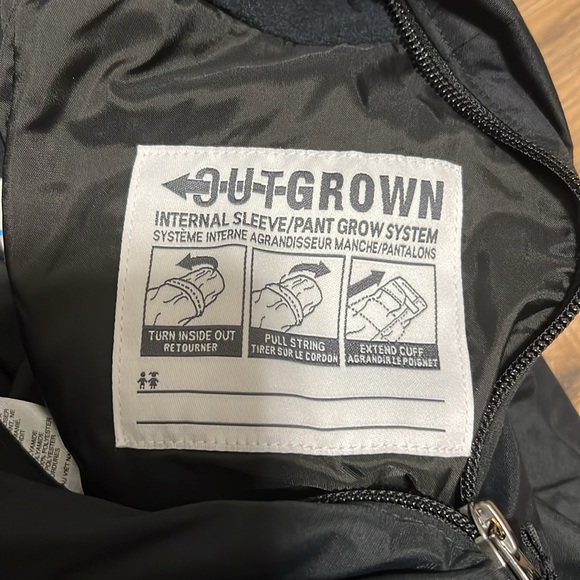 OUTGROWN
INTERNAL SLEEVE/PANT GROW SYSTEM
SYSTÈME INTERNE AGRANDISSEUR MANCHE/PANTALONS
TURN INSIDE OUT
RETOURNER
PULL STRING
TIRER SUR LE CORDON
EXTEND CUFF
AGRANDIR LE POIGNET